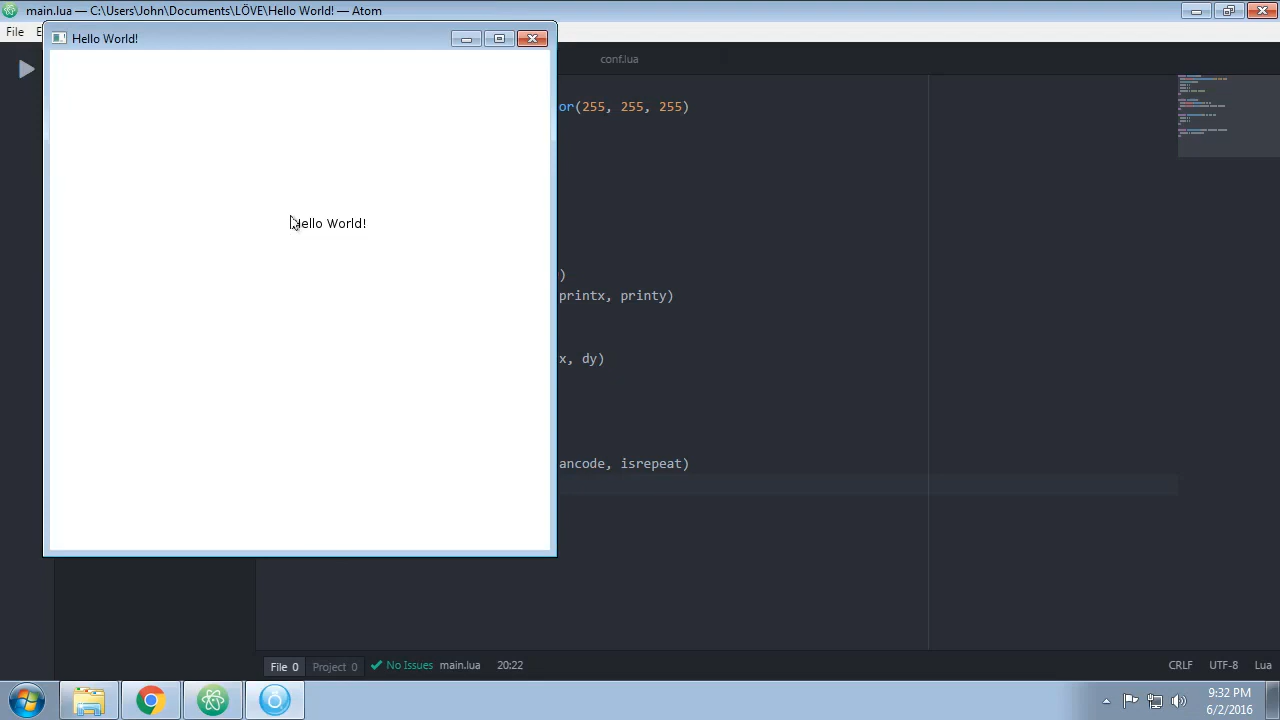 main.lua — C:\Users\John\Documents\LÖVE\Hello World! — Atom
File E
Hello World!
conf.lua
or(255, 255, 255)
Hello World!
)
printx, printy)
x, dy)
ancode, isrepeat)
File 0 Project 0 No Issues main.lua 20:22 CRLF UTF-8 Lua
9:32 PM
6/2/2016